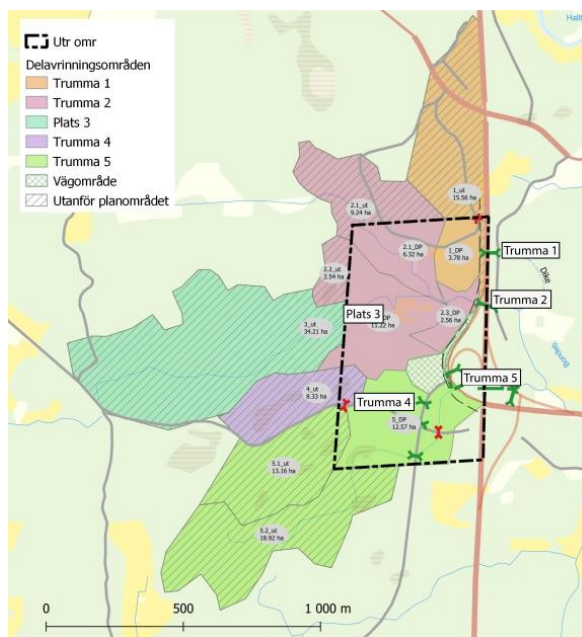 Utr omr
Delavrinningsområden
Trumma 1
Trumma 2
Plats 3
Trumma 4
Trumma 5
Vägområde
Utanför planområdet
1_ut
15.56 ha
2.1_ut
9.24 ha
2.1_DP
6.32 ha
1_DP
3.78 ha
Trumma 1
2.2_ut
2.54 ha
Dike
Trumma 2
Plats 3
11.22 ha
2.3_DP
2.56 ha
3_ut
34.21 ha
Trumma 5
4_ut
8.33 ha
Trumma 4
5_DP
12.57 ha
5.1_ut
13.16 ha
5.2_ut
18.92 ha
0 500 1 000 m